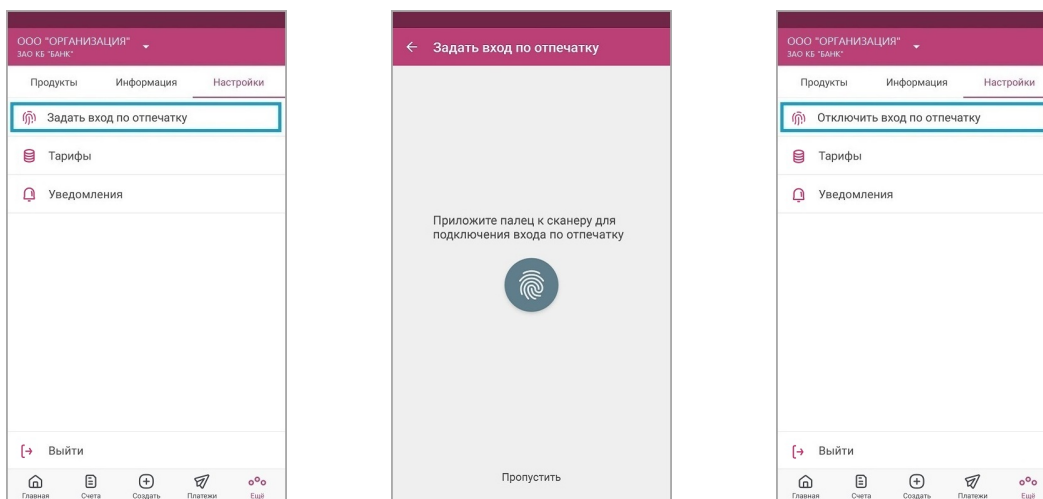 ООО "ОРГАНИЗАЦИЯ"
ЗАО КБ "БАНК"
Продукты Информация Настройки
Задать вход по отпечатку
Тарифы
Уведомления
Выйти
Главная Счета Создать Платежи Ещё
Задать вход по отпечатку
Приложите палец к сканеру для
подключения входа по отпечатку
Пропустить
ООО "ОРГАНИЗАЦИЯ"
ЗАО КБ "БАНК"
Продукты Информация Настройки
Отключить вход по отпечатку
Тарифы
Уведомления
Выйти
Главная Счета Создать Платежи Ещё